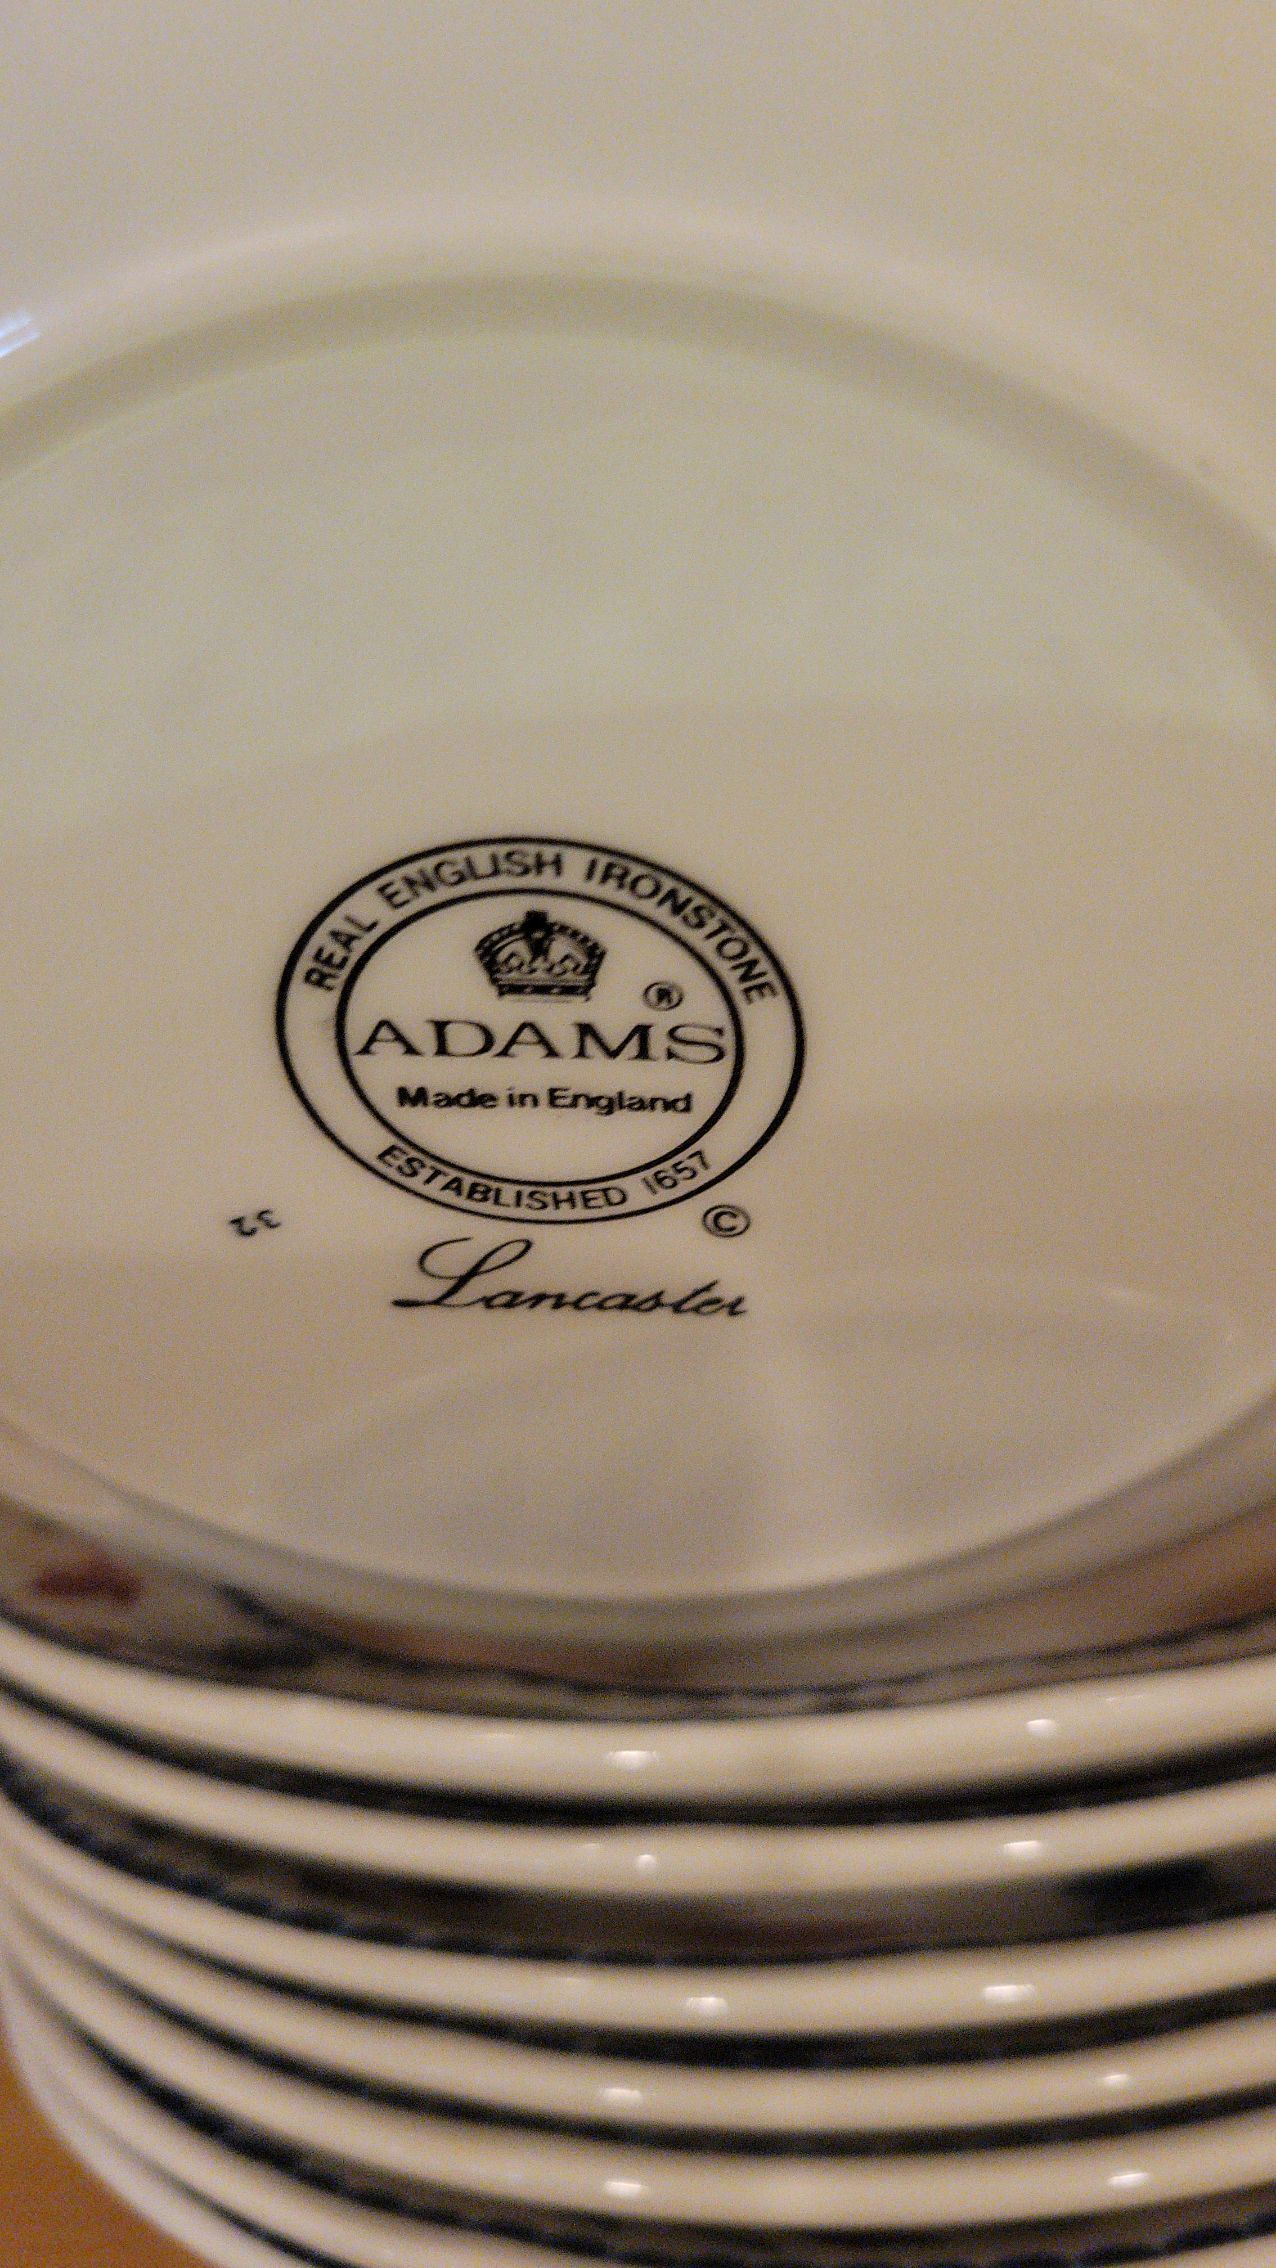 REAL ENGLISH IRONSTONE
®
ADAMS
Made in England
ESTABLISHED 1657
©
Lancaster
32